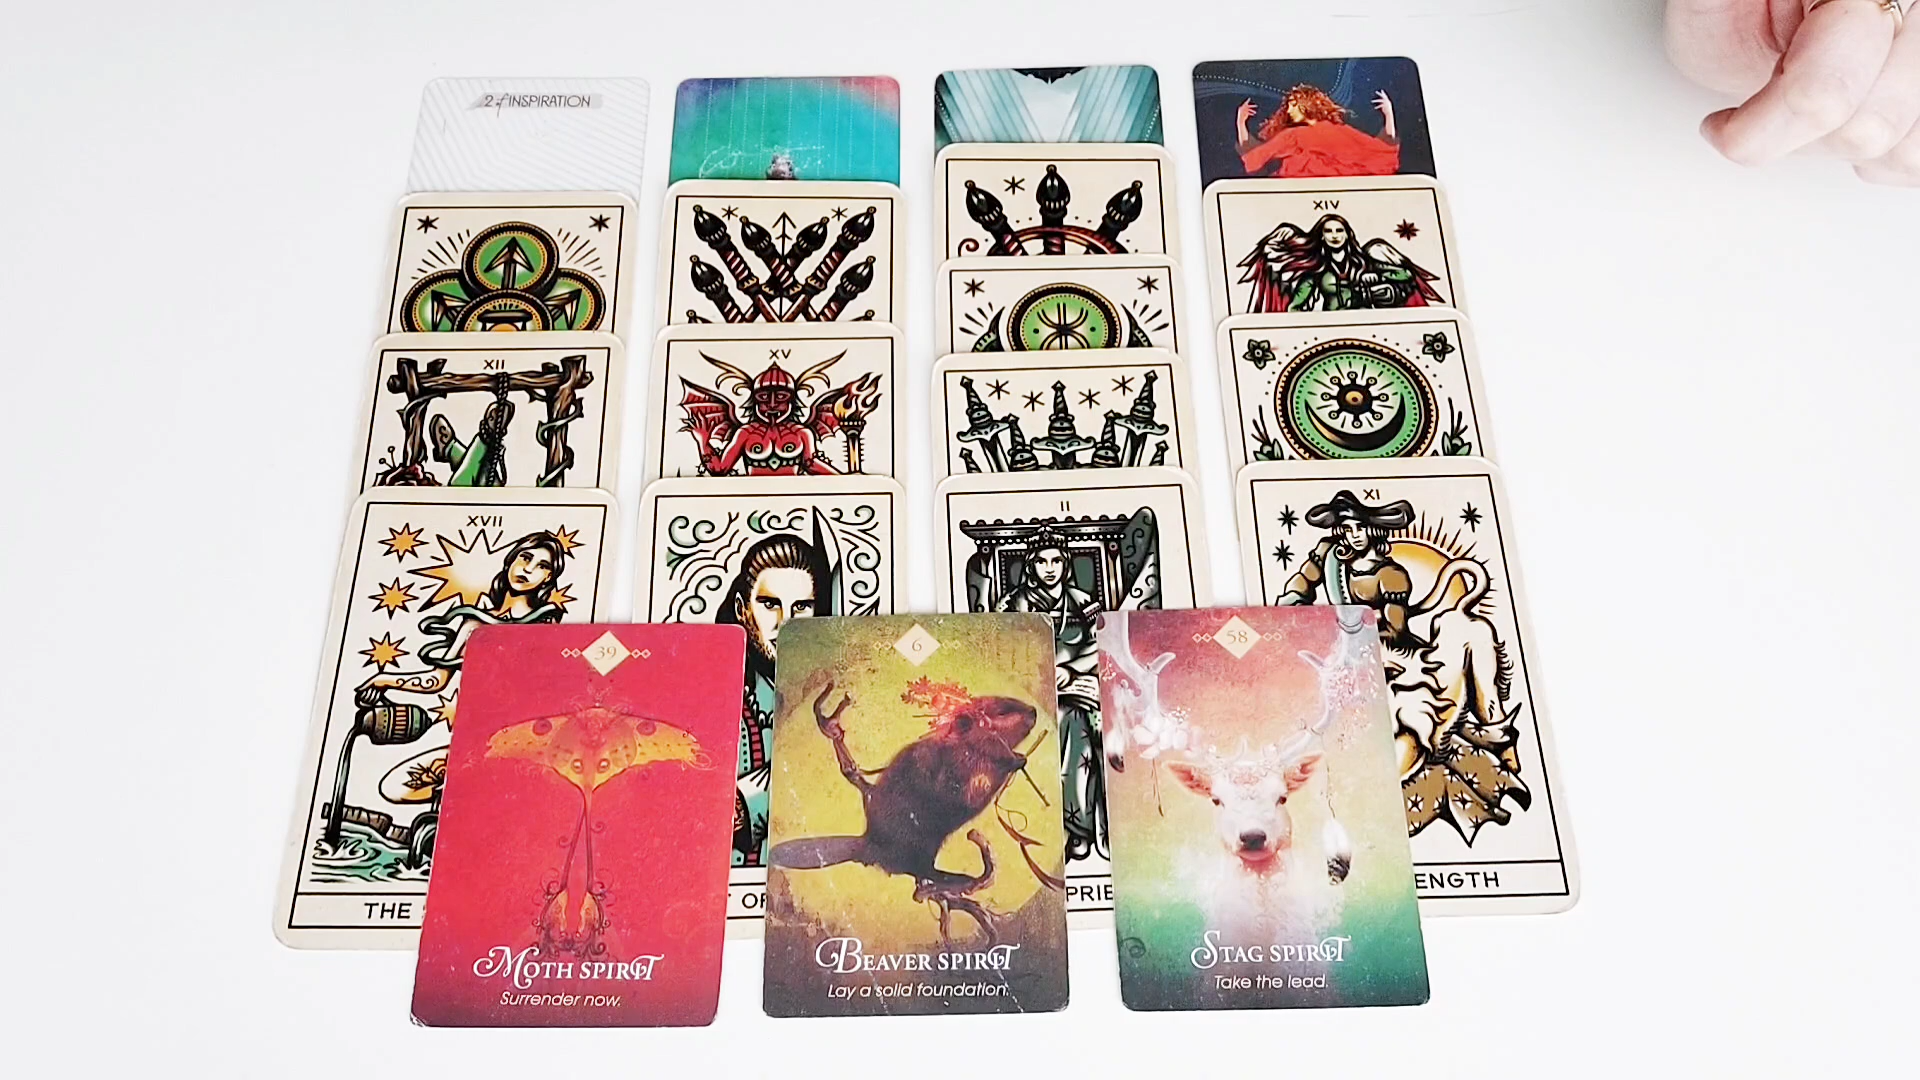 2 of INSPIRATION
XIV
XII
XV
XVII
II
XI
39
6
58
THE
OF
PRIE
ENGTH
MOTH SPIRIT
Surrender now.
BEAVER SPIRIT
Lay a solid foundation.
STAG SPIRIT
Take the lead.